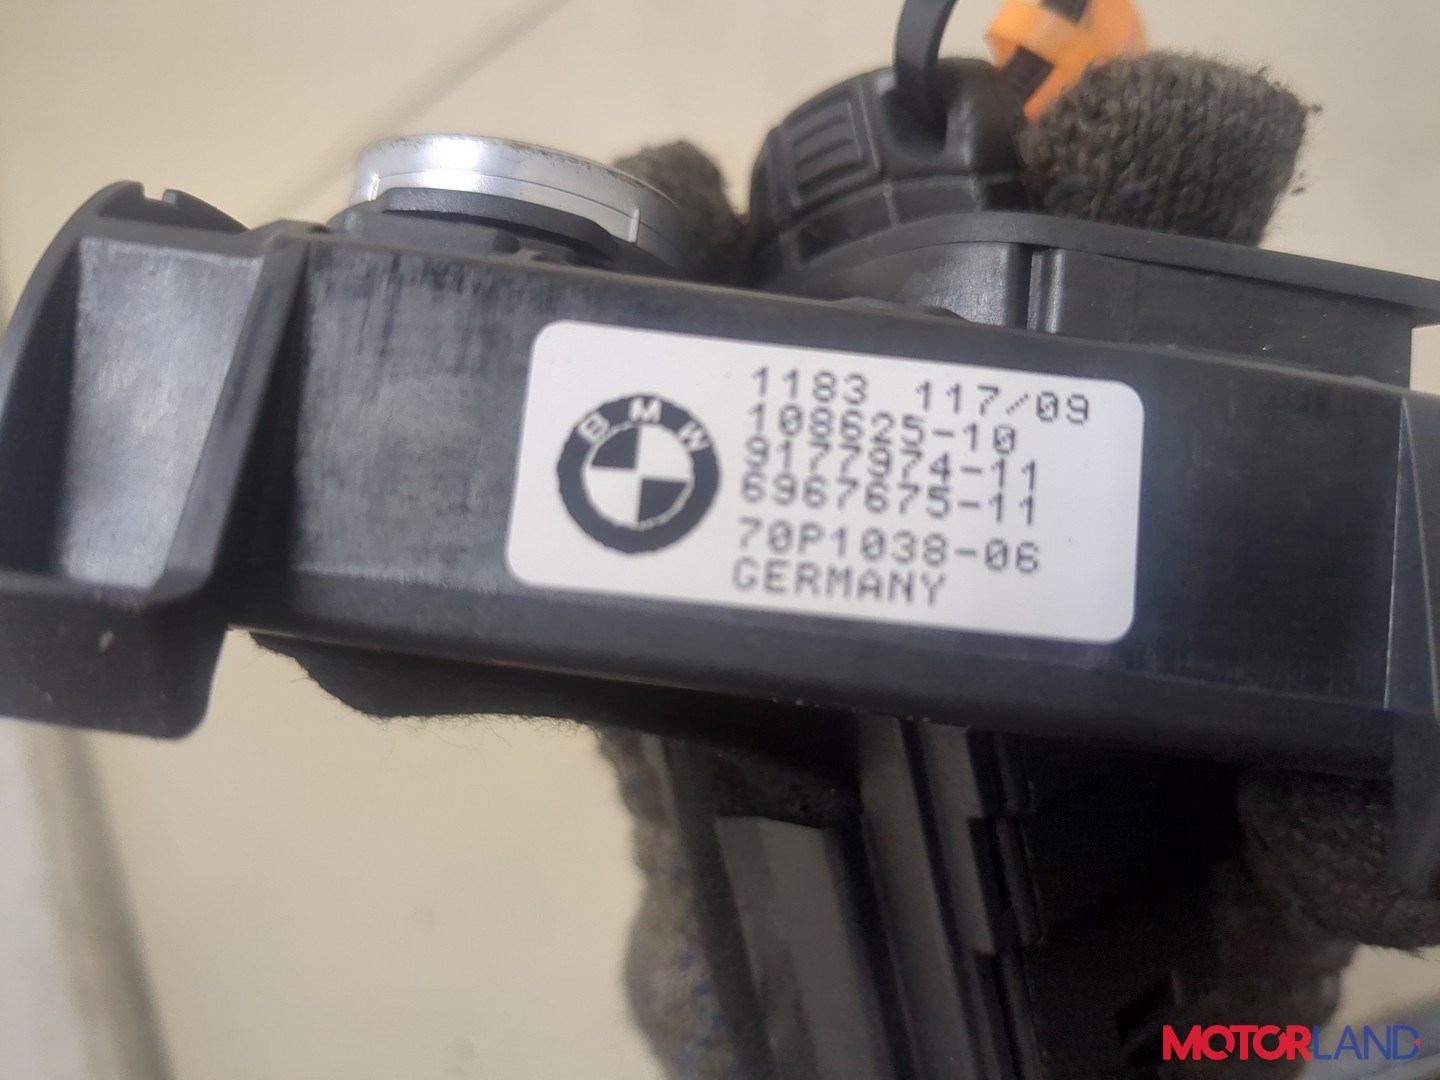 BMW
1183 117/09
108625-10
9177974-11
6967675-11
70P1038-06
GERMANY
MOTORLAND